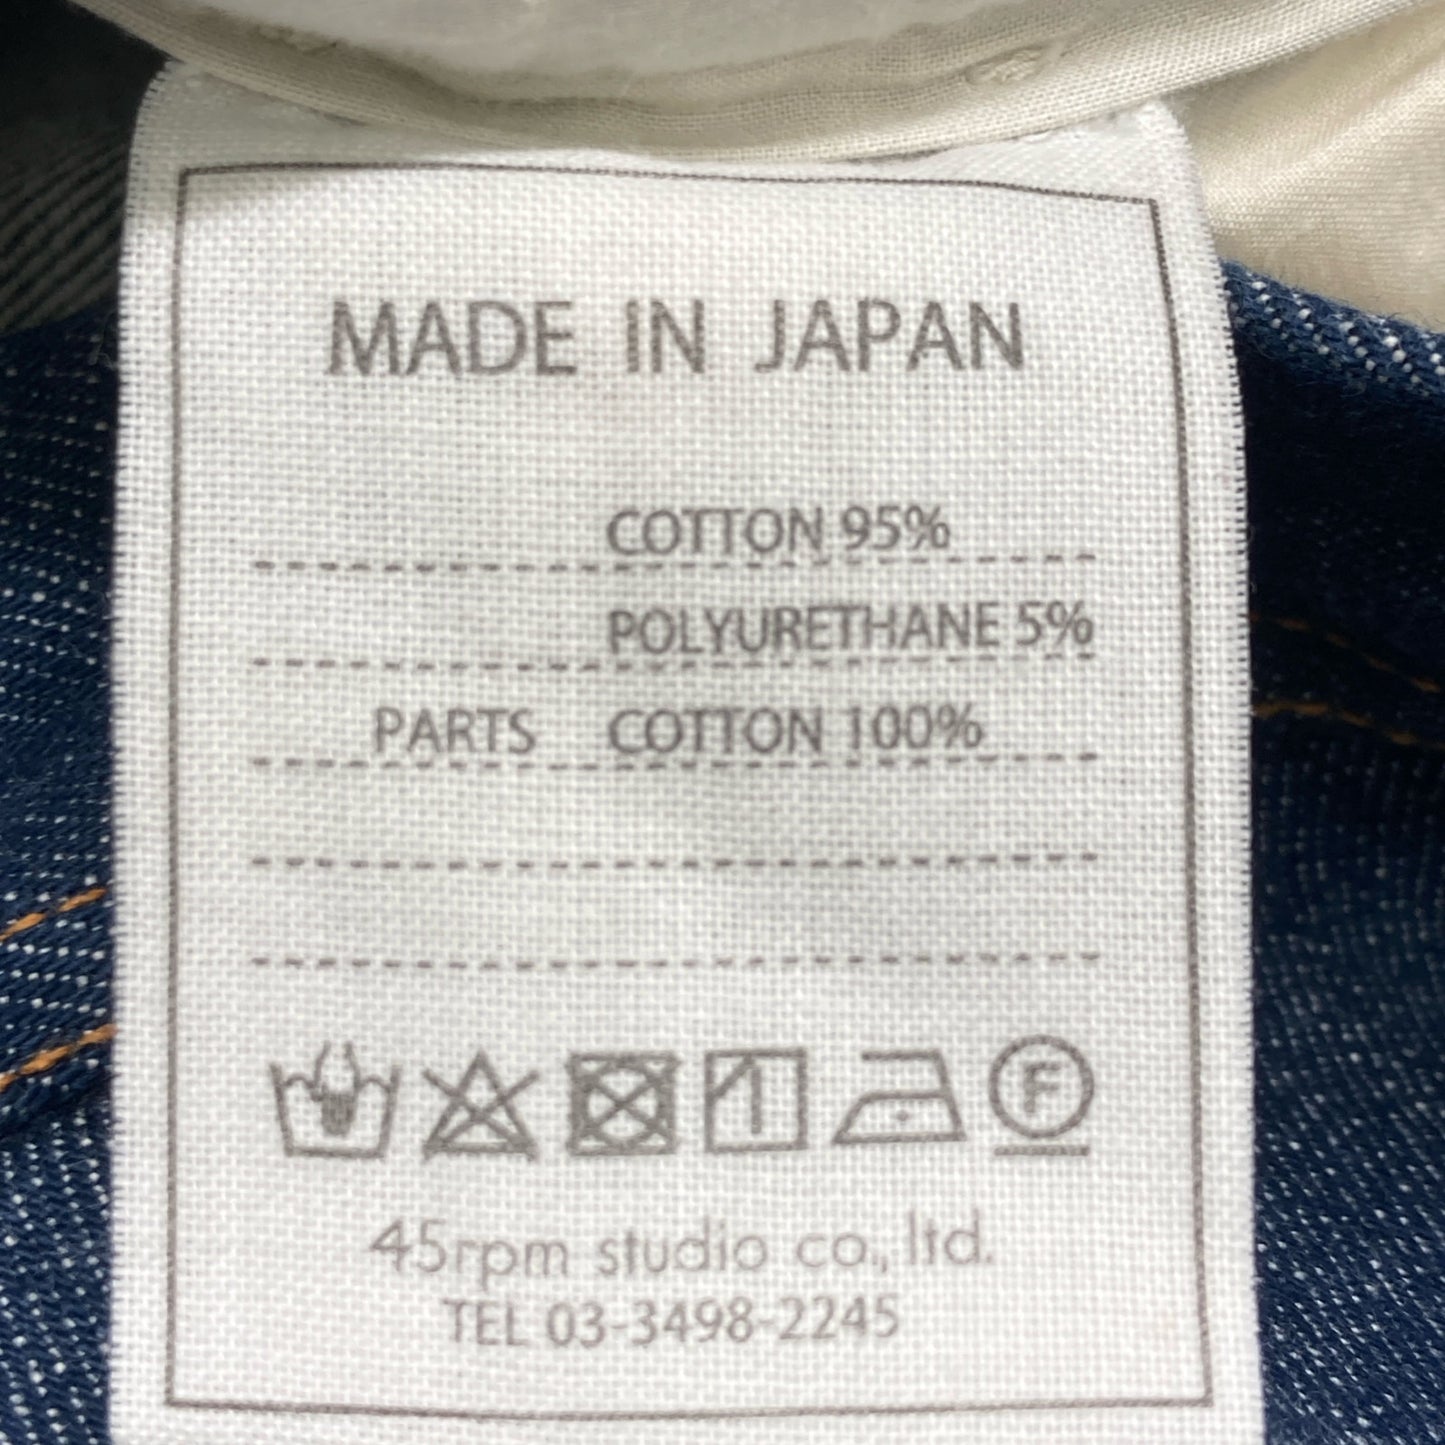 MADE IN JAPAN
COTTON 95%
POLYURETHANE 5%
PARTS COTTON 100%
F
45rpm studio co., ltd.
TEL 03-3498-2245